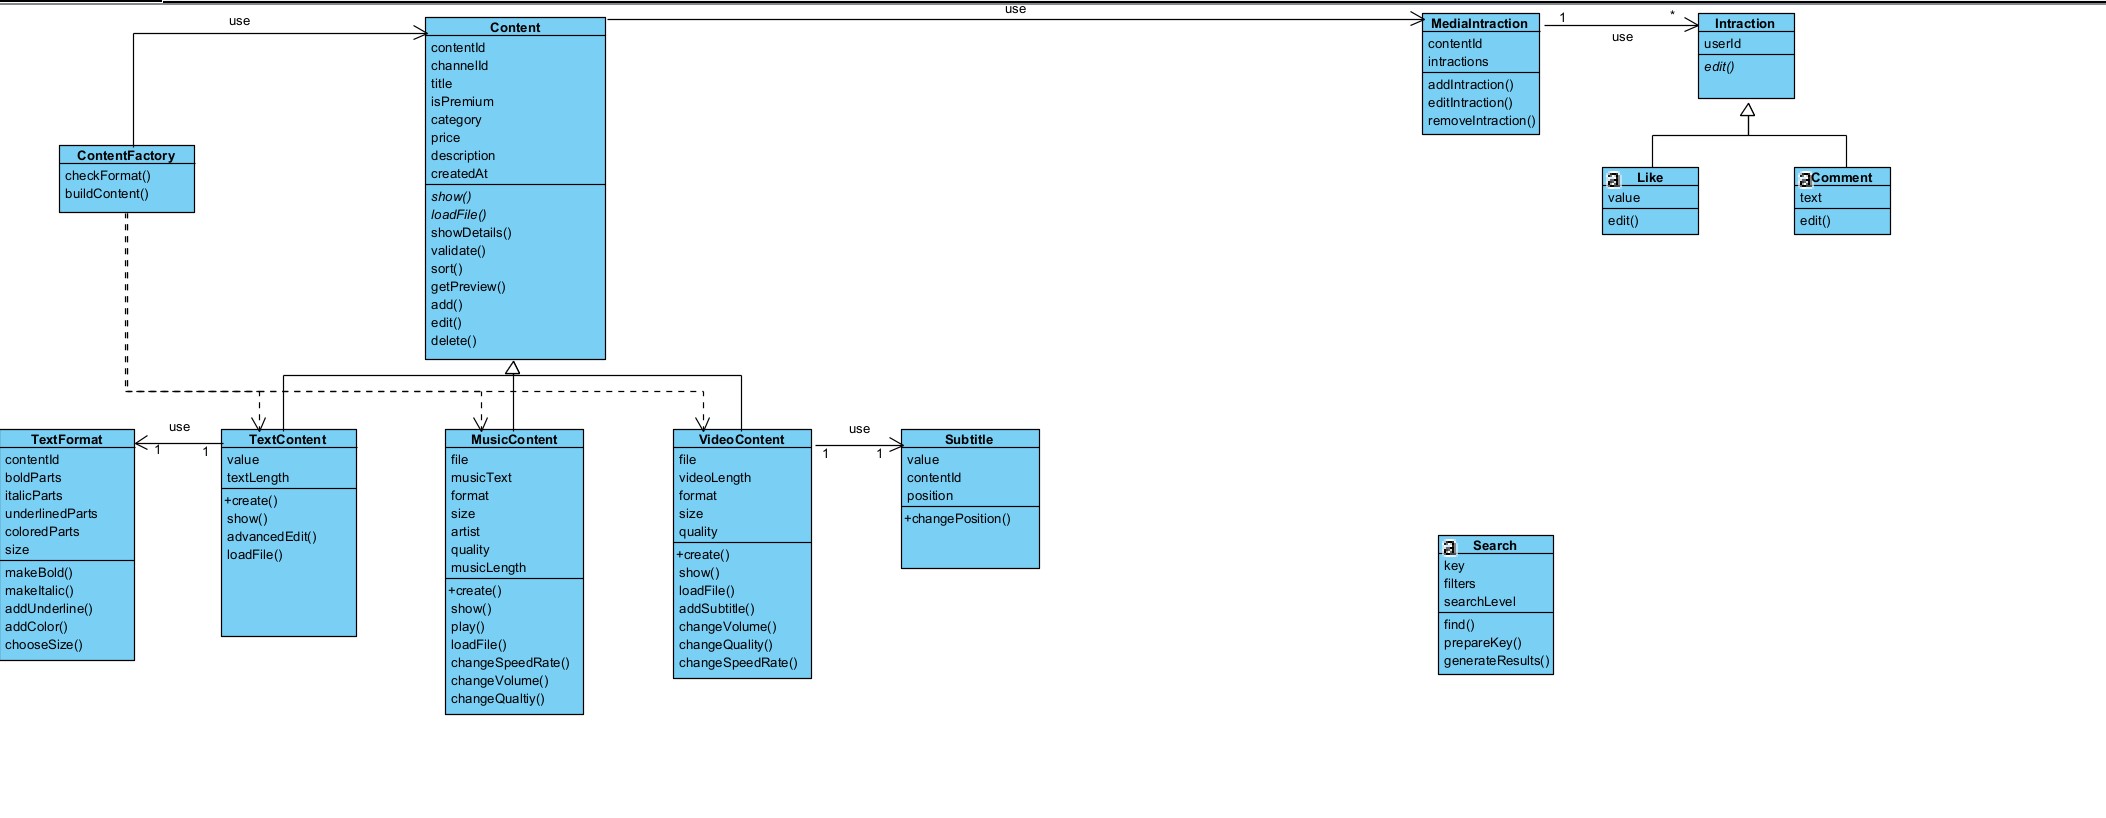 use
use
Content
contentId
channelId
title
isPremium
category
price
description
createdAt
show()
loadFile()
showDetails()
validate()
sort()
getPreview()
add()
edit()
delete()
MediaIntraction
contentId
intractions
addIntraction()
editIntraction()
removeIntraction()
1
*
use
Intraction
userId
edit()
a Like
value
edit()
a Comment
text
edit()
ContentFactory
checkFormat()
buildContent()
TextFormat
contentId
boldParts
italicParts
underlinedParts
coloredParts
size
makeBold()
makeItalic()
addUnderline()
addColor()
chooseSize()
use
1
1
TextContent
value
textLength
+create()
show()
advancedEdit()
loadFile()
MusicContent
file
musicText
format
size
artist
quality
musicLength
+create()
show()
play()
loadFile()
changeSpeedRate()
changeVolume()
changeQualtiy()
VideoContent
file
videoLength
format
size
quality
+create()
show()
loadFile()
addSubtitle()
changeVolume()
changeQuality()
changeSpeedRate()
use
1
1
Subtitle
value
contentId
position
+changePosition()
a Search
key
filters
searchLevel
find()
prepareKey()
generateResults()